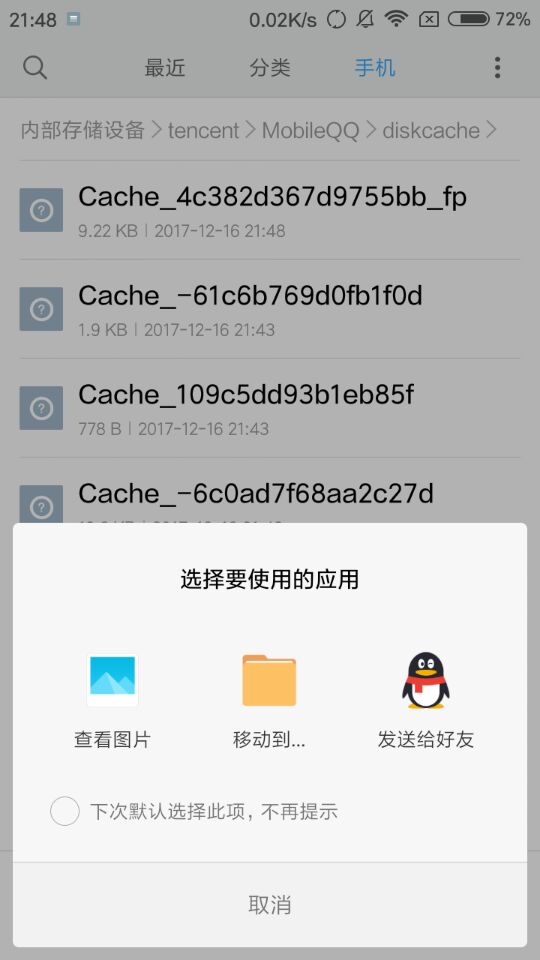 21:48 0.02K/s 72%
最近 分类 手机
内部存储设备 > tencent > MobileQQ > diskcache >
Cache_4c382d367d9755bb_fp
9.22 KB | 2017-12-16 21:48
Cache_-61c6b769d0fb1f0d
1.9 KB | 2017-12-16 21:43
Cache_109c5dd93b1eb85f
778 B | 2017-12-16 21:43
Cache_-6c0ad7f68aa2c27d
选择要使用的应用
查看图片 移动到... 发送给好友
下次默认选择此项，不再提示
取消